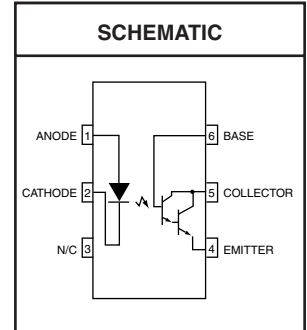 SCHEMATIC
ANODE 1
6 BASE
CATHODE 2
5 COLLECTOR
N/C 3
4 EMITTER